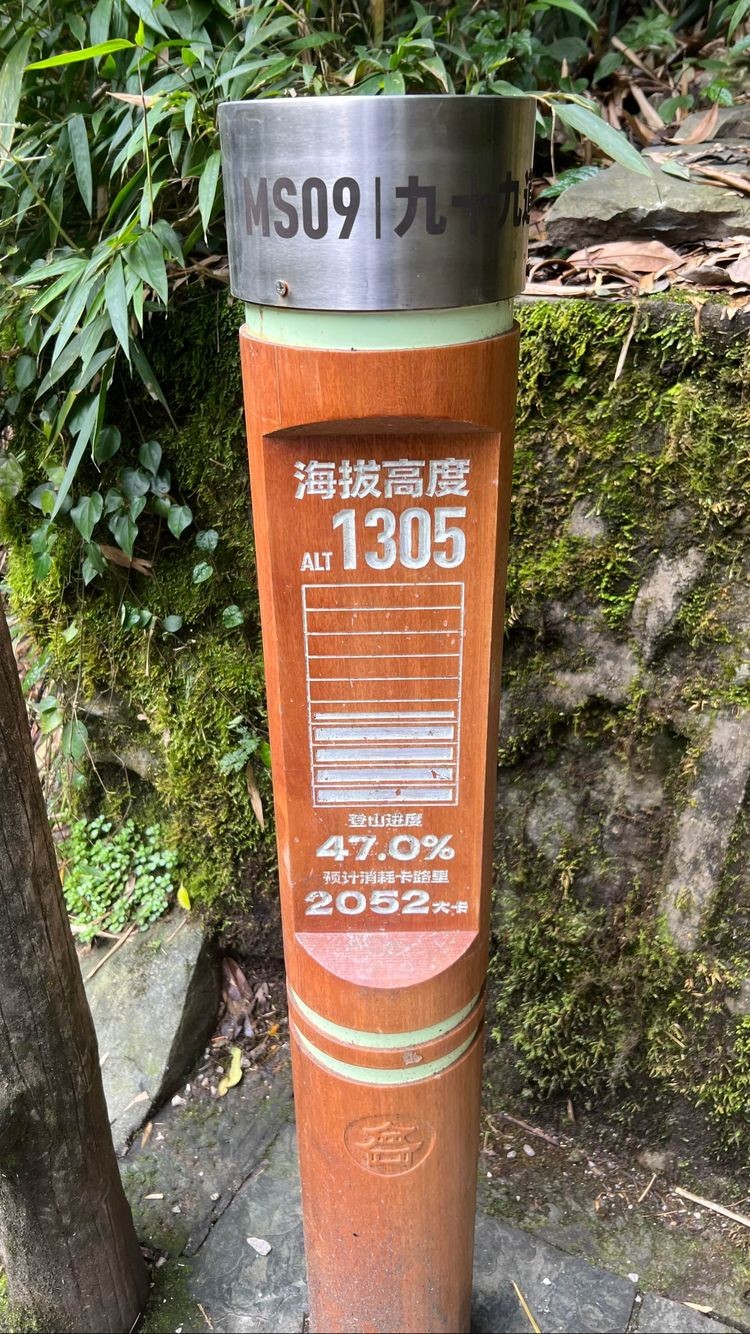 MS09|九十九道
海拔高度
ALT 1305
登山进度
47.0%
预计消耗卡路里
2052大卡